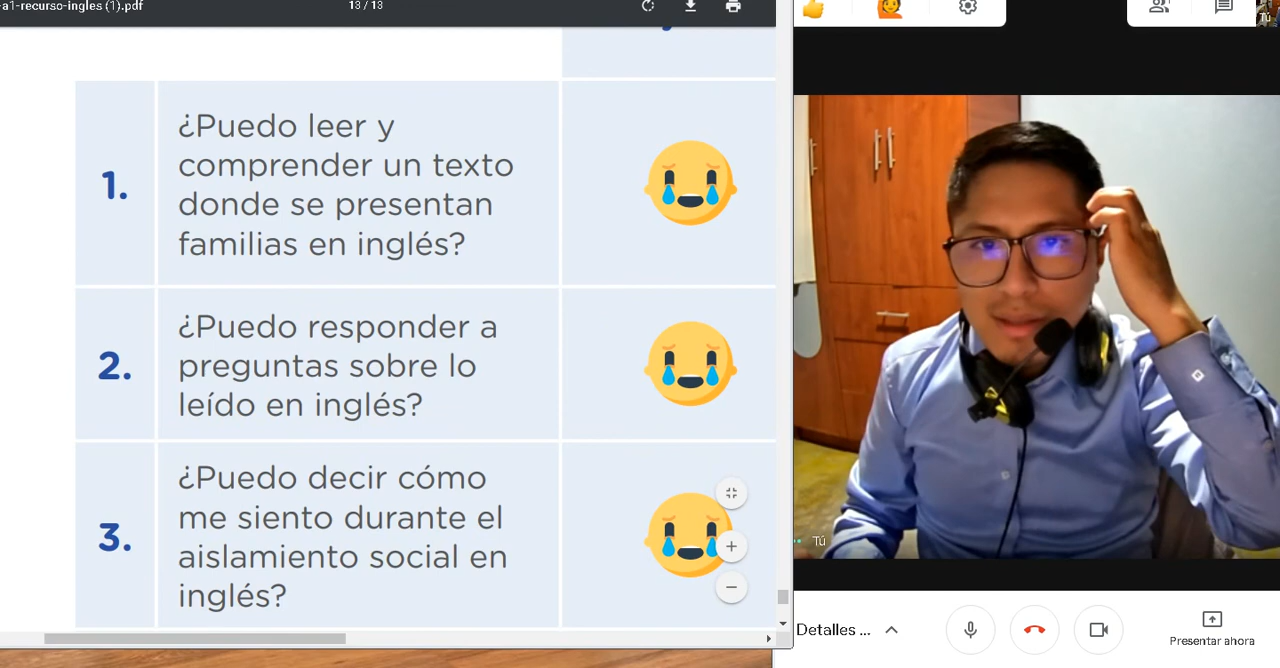 -a1-recurso-ingles (1).pdf
13 / 13
1.
¿Puedo leer y
comprender un texto
donde se presentan
familias en inglés?
2.
¿Puedo responder a
preguntas sobre lo
leído en inglés?
3.
¿Puedo decir cómo
me siento durante el
aislamiento social en
inglés?
Tú
Tú
Detalles ...
Presentar ahora